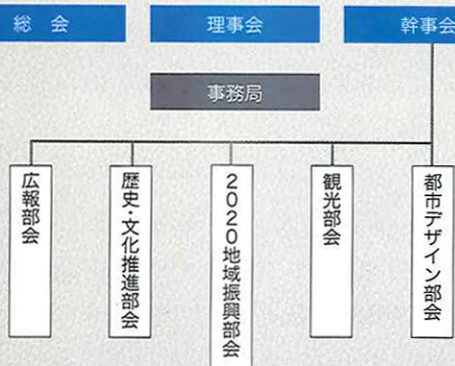 総 会
理事会
幹事会
事務局
広報部会
歴史・文化推進部会
2020地域振興部会
観光部会
都市デザイン部会